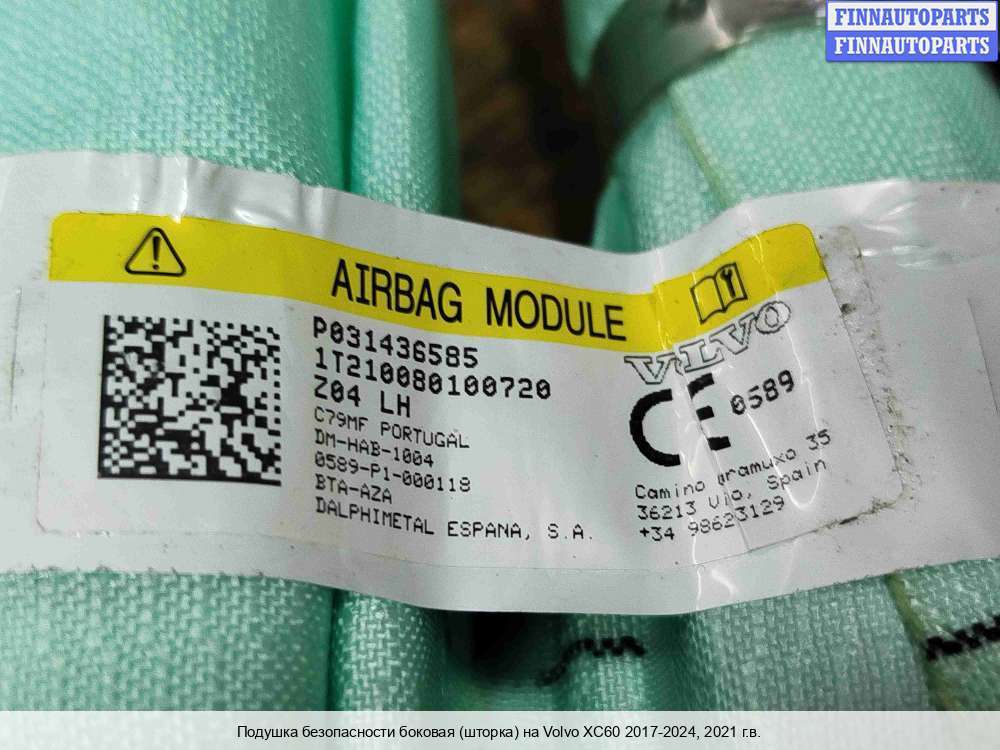 FINNAUTOPARTS
FINNAUTOPARTS
AIRBAG MODULE
P031436585
1T210080100720
Z04 LH
C79MF PORTUGAL
DM-HAB-1004
0589-P1-000118
BTA-AZA
DALPHIMETAL ESPANA, S.A.
VOLVO
CE 0589
Camino 35
36213 Vio, Spain
+34 98623129
Подушка безопасности боковая (шторка) на Volvo XC60 2017-2024, 2021 г.в.